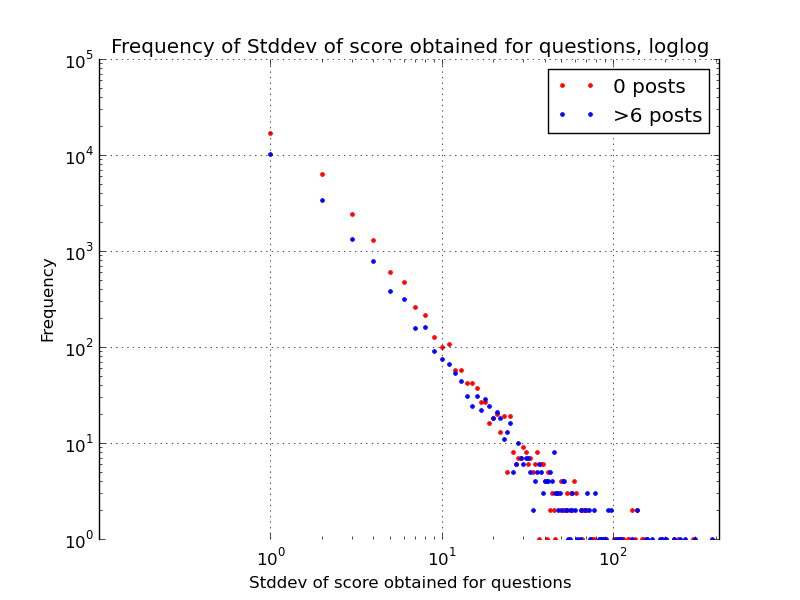 Frequency of Stddev of score obtained for questions, loglog
10^5
10^4
10^3
10^2
10^1
10^0
Frequency
0 posts
>6 posts
10^0 10^1 10^2
Stddev of score obtained for questions